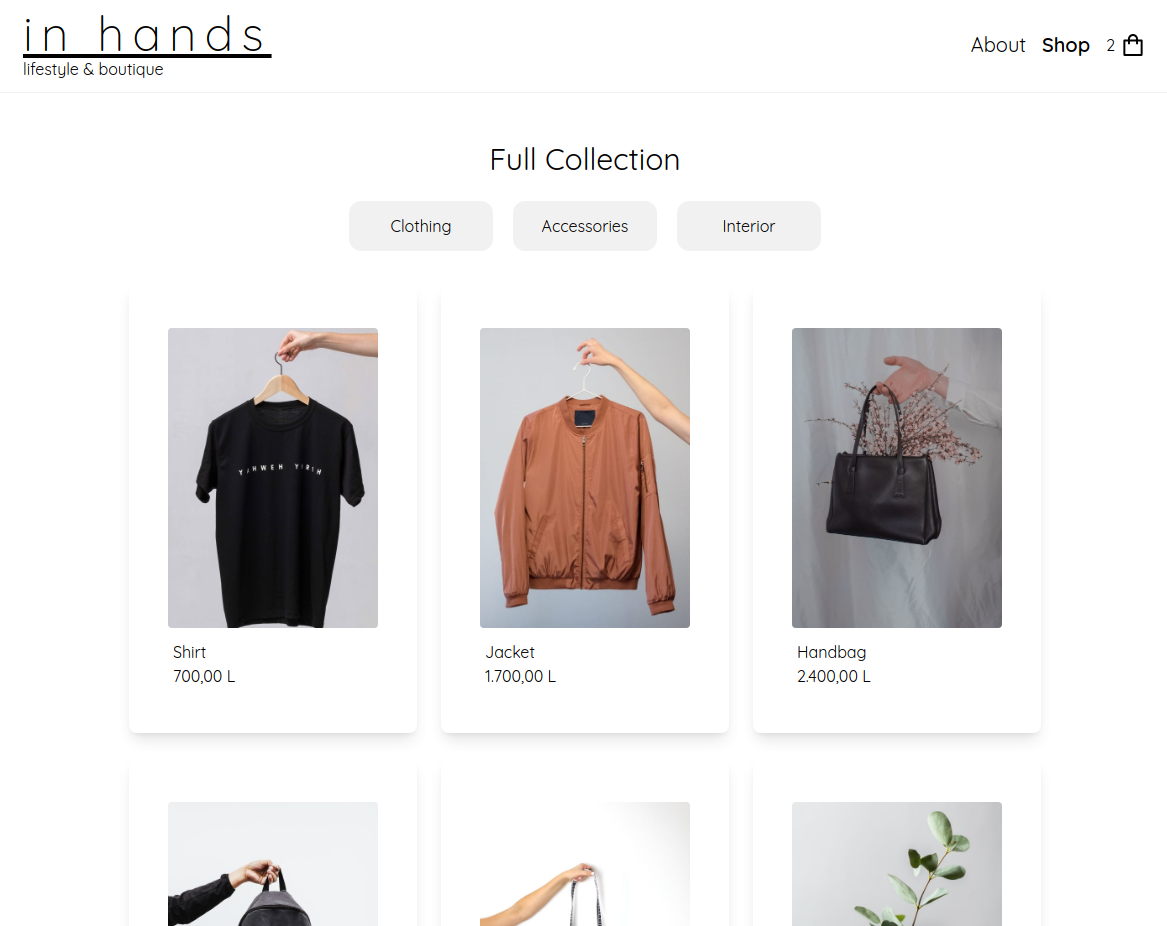 in hands
lifestyle & boutique
About Shop 2
Full Collection
Clothing Accessories Interior
YAHWEH YIREH
Shirt
700,00 L
Jacket
1.700,00 L
Handbag
2.400,00 L